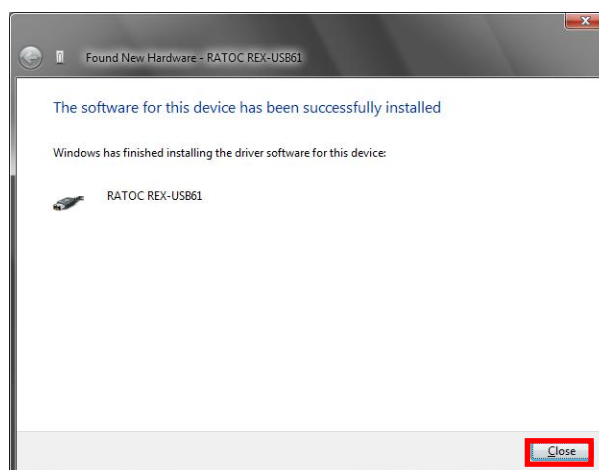 Found New Hardware - RATOC REX-USB61
The software for this device has been successfully installed
Windows has finished installing the driver software for this device:
RATOC REX-USB61
Close